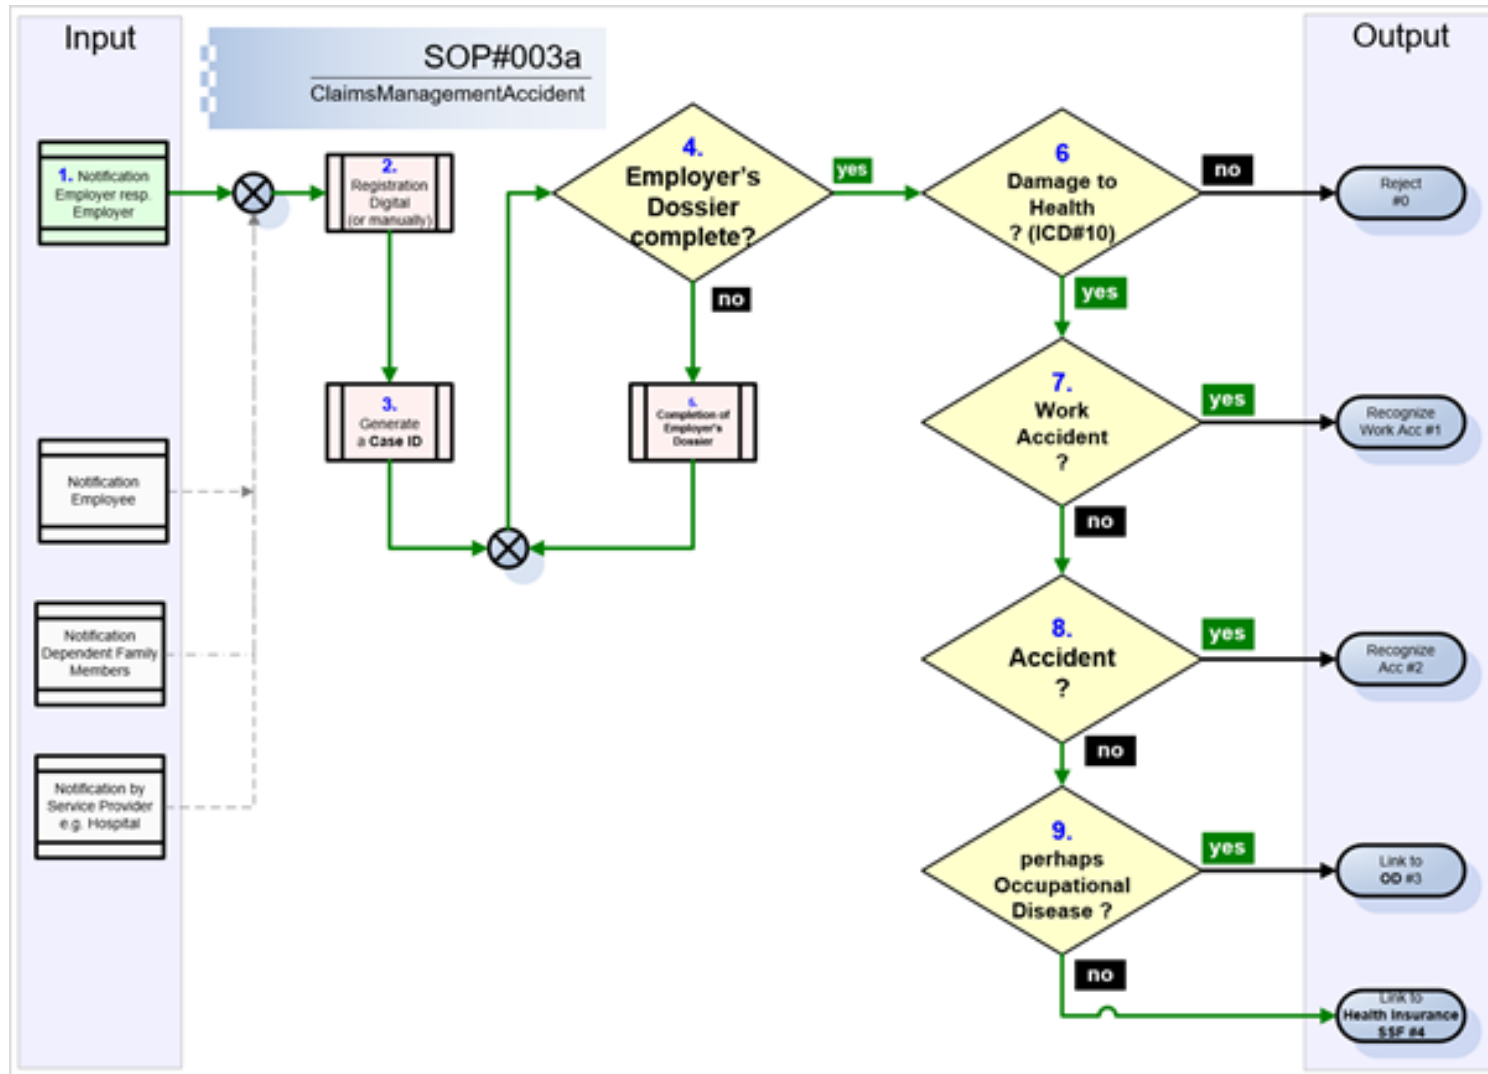 Input
SOP#003a
ClaimsManagementAccident
Output
1. Notification
Employer resp.
Employer
2.
Registration
Digital
(or manually)
4.
Employer's
Dossier
complete?
yes
6
Damage to
Health
? (ICD#10)
no
Reject
#0
no
yes
3.
Generate
a Case ID
5.
Completion of
Employer's
Dossier
7.
Work
Accident
?
yes
Recognize
Work Acc #1
Notification
Employee
no
Notification
Dependent Family
Members
8.
Accident
?
yes
Recognize
Acc #2
no
Notification by
Service Provider
e.g. Hospital
9.
perhaps
Occupational
Disease ?
yes
Link to
OD #3
no
Link to
Health Insurance
SSF #4